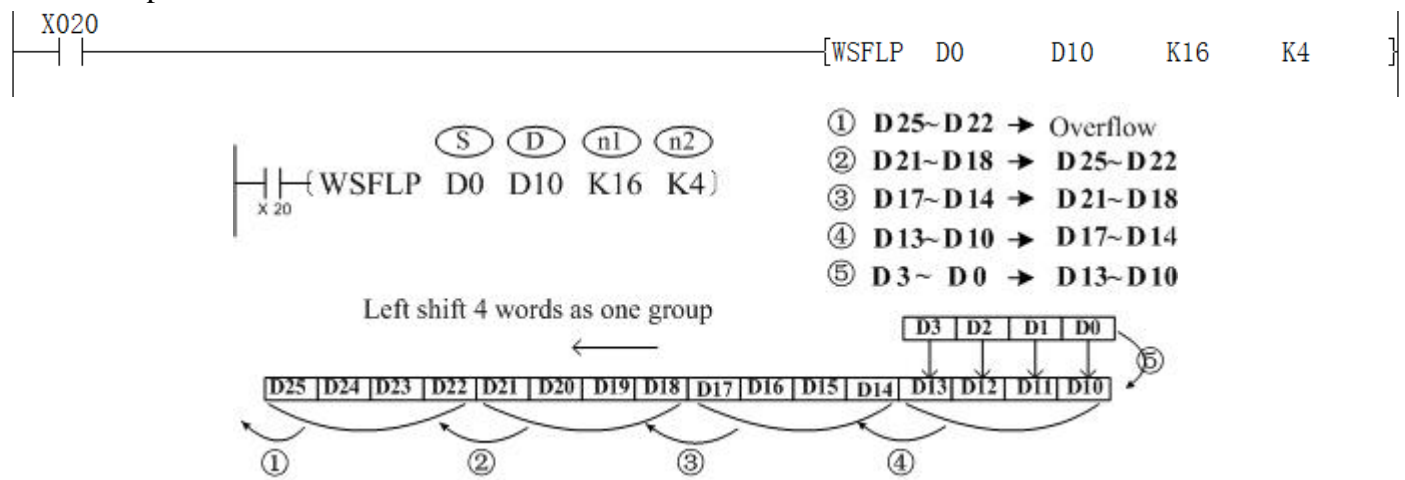 X020
[WSFLP D0 D10 K16 K4 ]
S D n1 n2
(WSFLP D0 D10 K16 K4)
X 20
① D25~D22 → Overflow
② D21~D18 → D25~D22
③ D17~D14 → D21~D18
④ D13~D10 → D17~D14
⑤ D3~ D0 → D13~D10
Left shift 4 words as one group
D3 D2 D1 D0
⑤
D25 D24 D23 D22 D21 D20 D19 D18 D17 D16 D15 D14 D13 D12 D11 D10
① ② ③ ④